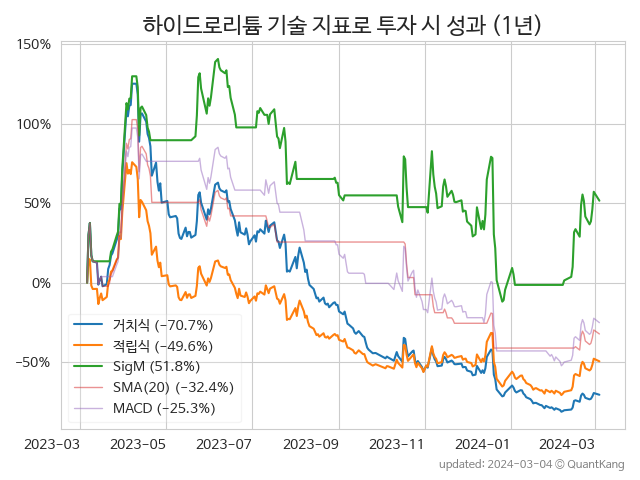 하이드로리튬 기술 지표로 투자 시 성과 (1년)
150%
100%
50%
0%
−50%
거치식 (−70.7%)
적립식 (−49.6%)
SigM (51.8%)
SMA(20) (−32.4%)
MACD (−25.3%)
2023−03 2023−05 2023−07 2023−09 2023−11 2024−01 2024−03
updated: 2024−03−04 © QuantKang